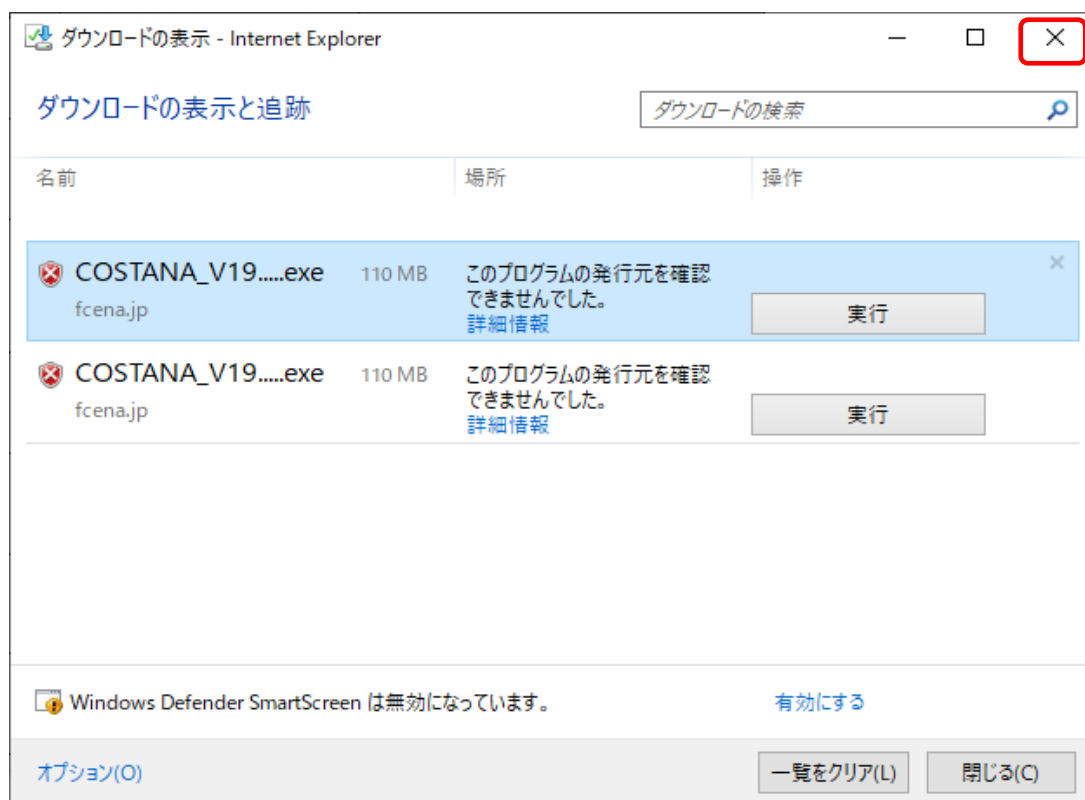 ダウンロードの表示 - Internet Explorer
ダウンロードの表示と追跡
ダウンロードの検索
名前 場所 操作
COSTANA_V19.....exe 110 MB このプログラムの発行元を確認
できませんでした。
fcena.jp 実行
詳細情報
COSTANA_V19.....exe 110 MB このプログラムの発行元を確認
できませんでした。
fcena.jp 実行
詳細情報
Windows Defender SmartScreen は無効になっています。 有効にする
オプション(O) 一覧をクリア(L) 閉じる(C)